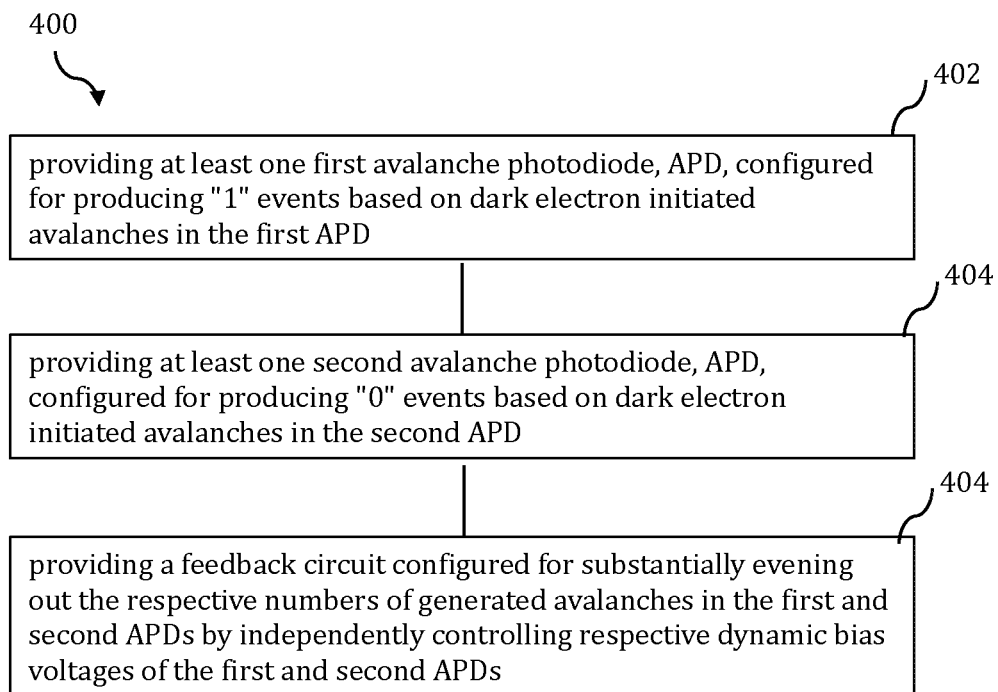 400
402
providing at least one first avalanche photodiode, APD, configured
for producing "1" events based on dark electron initiated
avalanches in the first APD
404
providing at least one second avalanche photodiode, APD,
configured for producing "0" events based on dark electron
initiated avalanches in the second APD
404
providing a feedback circuit configured for substantially evening
out the respective numbers of generated avalanches in the first and
second APDs by independently controlling respective dynamic bias
voltages of the first and second APDs